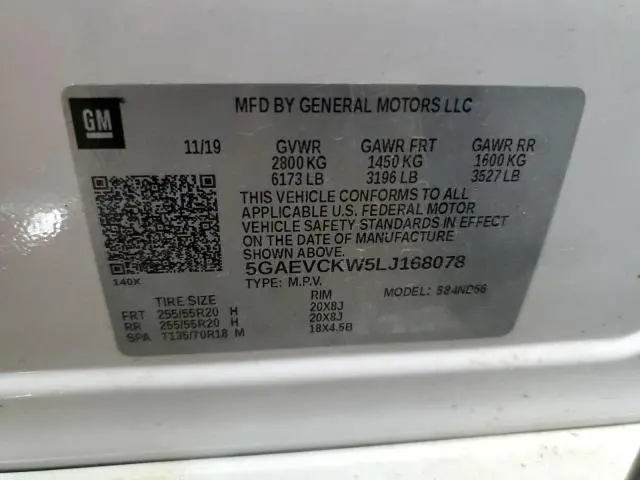 GM
MFD BY GENERAL MOTORS LLC
11/19 GVWR GAWR FRT GAWR RR
2800 KG 1450 KG 1600 KG
6173 LB 3196 LB 3527 LB
THIS VEHICLE CONFORMS TO ALL
APPLICABLE U.S. FEDERAL MOTOR
VEHICLE SAFETY STANDARDS IN EFFECT
ON THE DATE OF MANUFACTURE
SHOWN ABOVE.
5GAEVCKW5LJ168078
140X
TYPE: M.P.V. MODEL:
TIRE SIZE RIM
FRT 255/55R20 H 20X8J
RR 255/55R20 H 20X8J
SPA T135/70R18 M 18X4.5B